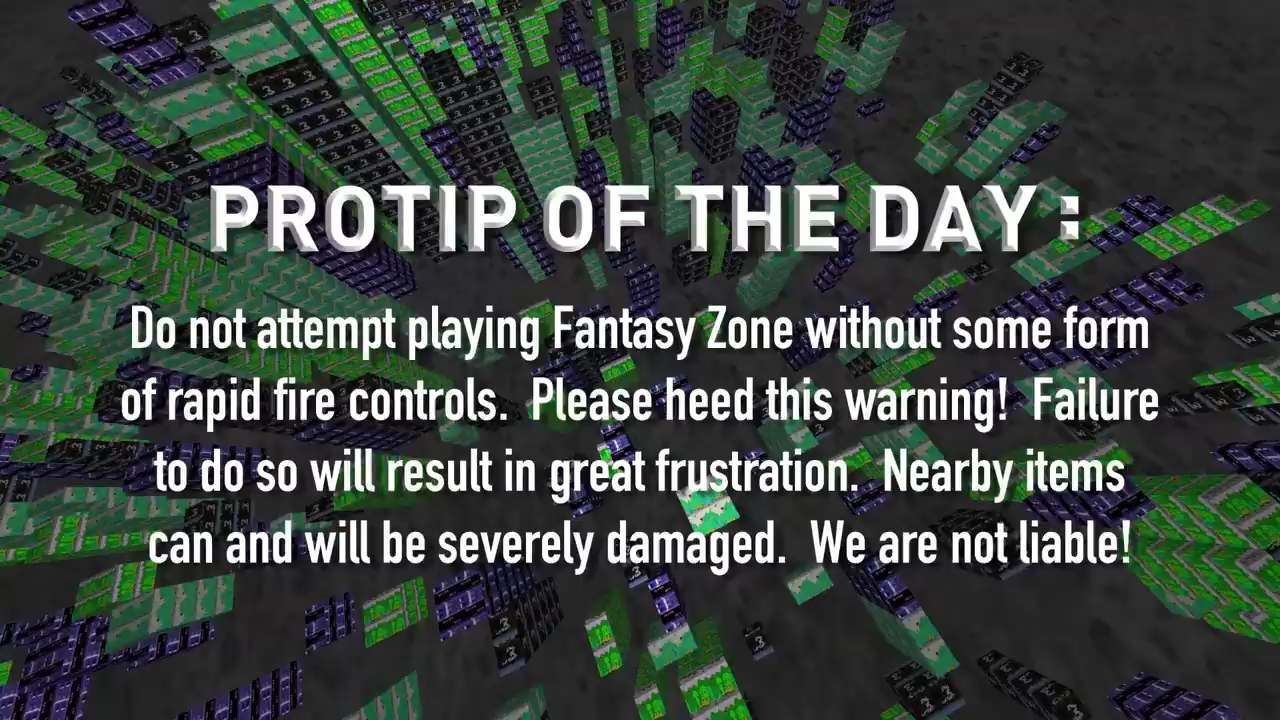 PROTIP OF THE DAY :
Do not attempt playing Fantasy Zone without some form
of rapid fire controls.  Please heed this warning!  Failure
to do so will result in great frustration.  Nearby items
can and will be severely damaged.  We are not liable!